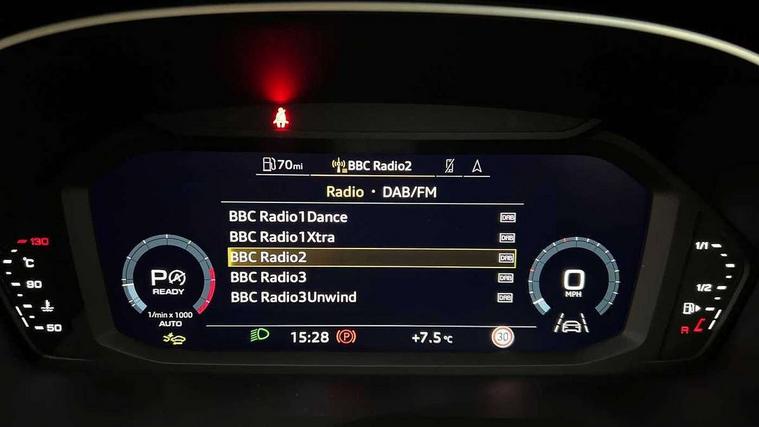 70mi
BBC Radio2
Radio · DAB/FM
BBC Radio1Dance DAB
BBC Radio1Xtra DAB
BBC Radio2 DAB
BBC Radio3 DAB
BBC Radio3Unwind DAB
130
°C
90
50
P
READY
1/min x 1000
AUTO
0
MPH
1/1
1/2
R
15:28
(P)
+7.5 °C
30